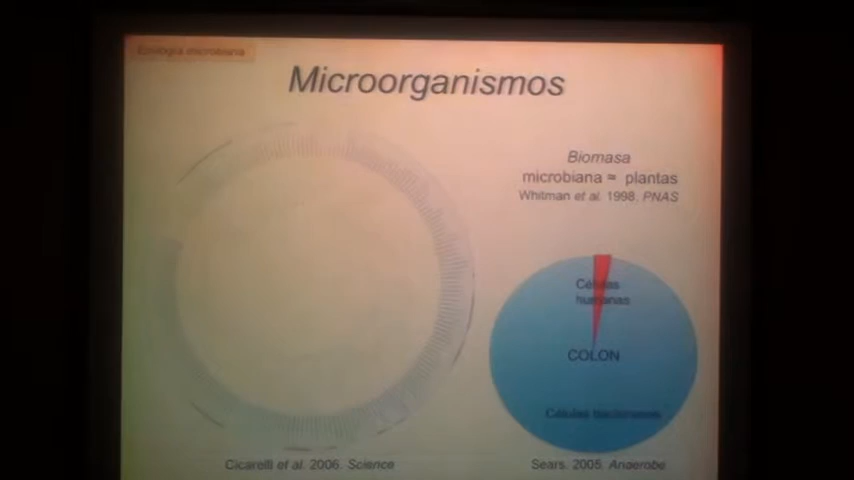 Ecología microbiana
Microorganismos
Biomasa
microbiana ≈ plantas
Whitman et al. 1998. PNAS
Células
humanas
COLON
Células bacterianas
Cicarelli et al. 2006. Science
Sears. 2005. Anaerobe